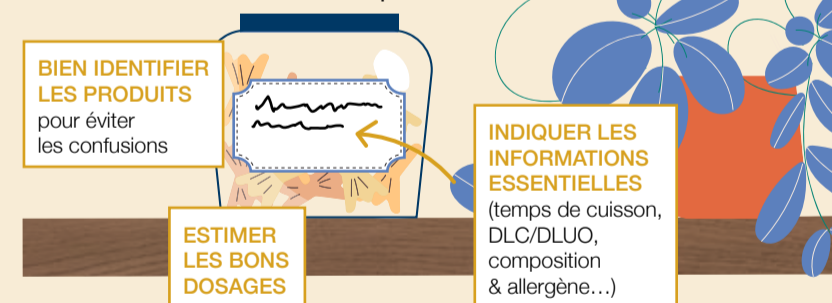 BIEN IDENTIFIER
LES PRODUITS
pour éviter
les confusions
INDIQUER LES
INFORMATIONS
ESSENTIELLES
(temps de cuisson,
DLC/DLUO,
composition
& allergène…)
ESTIMER
LES BONS
DOSAGES